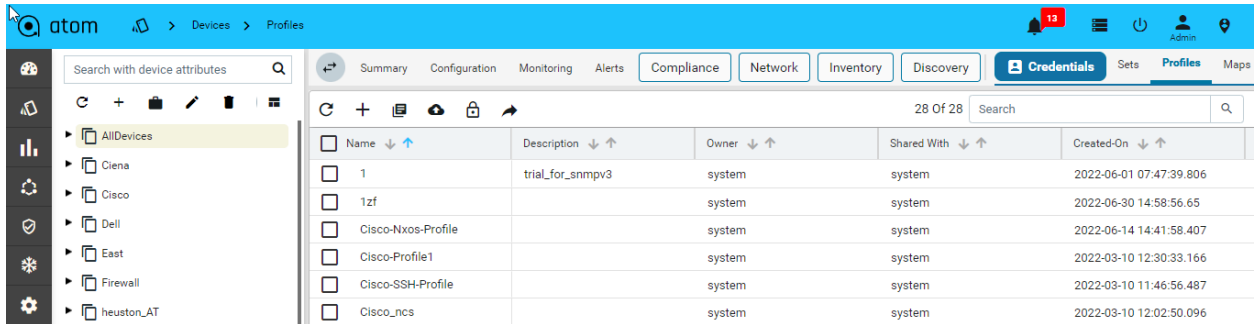 atom > Devices > Profiles 13 Admin
Search with device attributes
Summary Configuration Monitoring Alerts Compliance Network Inventory Discovery Credentials Sets Profiles Maps
28 Of 28 Search
AllDevices
Ciena
Cisco
Dell
East
Firewall
heuston_AT
Name Description Owner Shared With Created-On
1 trial_for_snmpv3 system system 2022-06-01 07:47:39.806
1zf system system 2022-06-30 14:58:56.65
Cisco-Nxos-Profile system system 2022-06-14 14:41:58.407
Cisco-Profile1 system system 2022-03-10 12:30:33.166
Cisco-SSH-Profile system system 2022-03-10 11:46:56.487
Cisco_ncs system system 2022-03-10 12:02:50.096